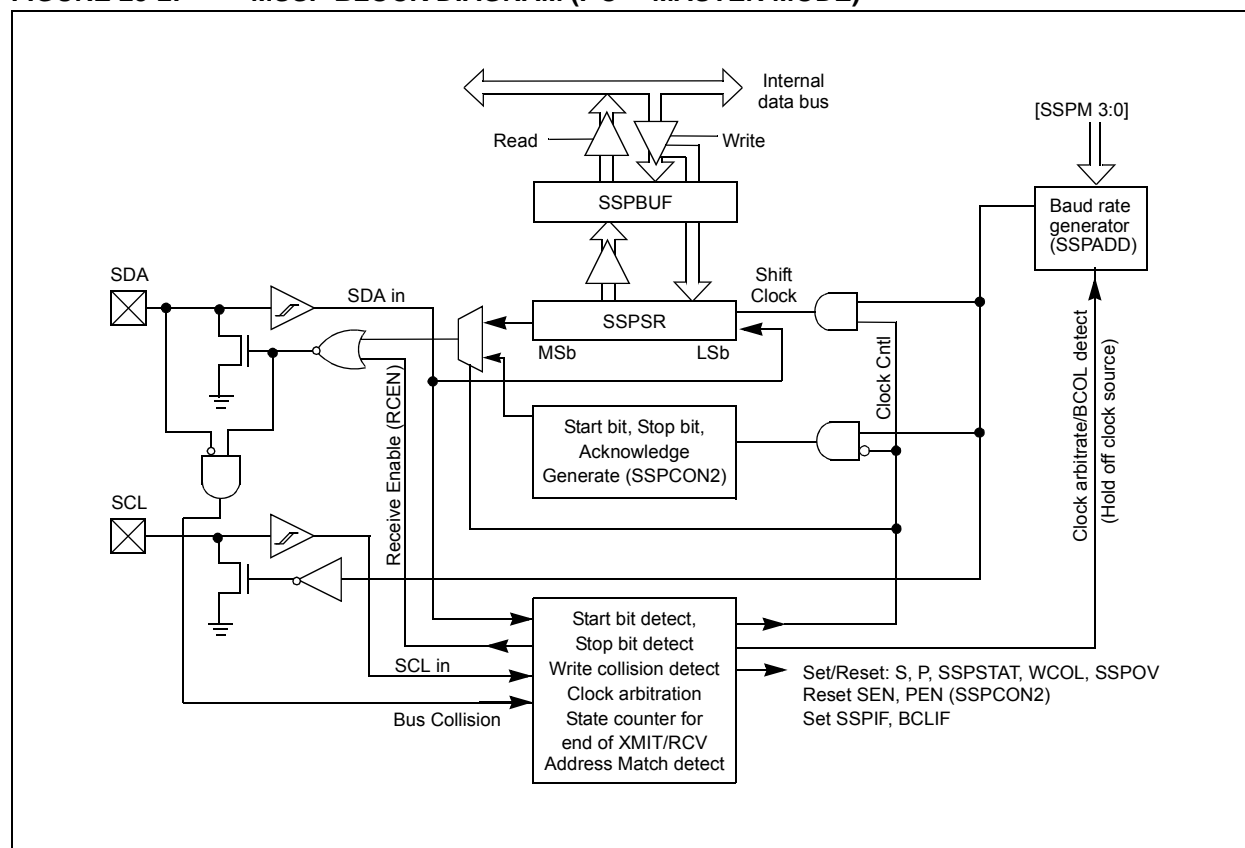 Internal
data bus
[SSPM 3:0]
Read
Write
SSPBUF
Baud rate
generator
(SSPADD)
SDA
SDA in
Shift
Clock
SSPSR
MSb
LSb
Clock Cntl
Clock arbitrate/BCOL detect
(Hold off clock source)
Receive Enable (RCEN)
Start bit, Stop bit,
Acknowledge
Generate (SSPCON2)
SCL
SCL in
Bus Collision
Start bit detect,
Stop bit detect
Write collision detect
Clock arbitration
State counter for
end of XMIT/RCV
Address Match detect
Set/Reset: S, P, SSPSTAT, WCOL, SSPOV
Reset SEN, PEN (SSPCON2)
Set SSPIF, BCLIF